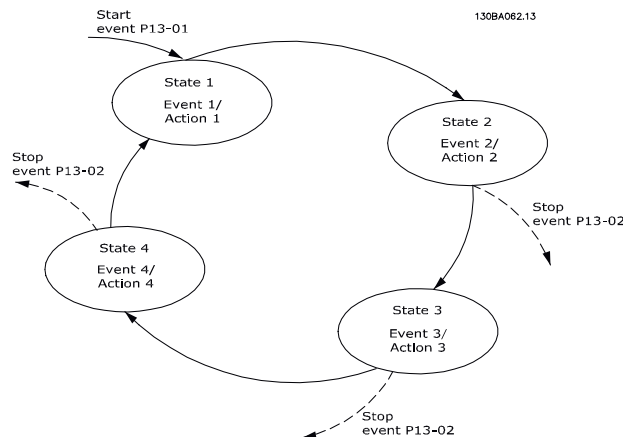 Start
event P13-01
130BA062.13
State 1
Event 1/
Action 1
State 2
Event 2/
Action 2
Stop
event P13-02
Stop
event P13-02
State 4
Event 4/
Action 4
State 3
Event 3/
Action 3
Stop
event P13-02